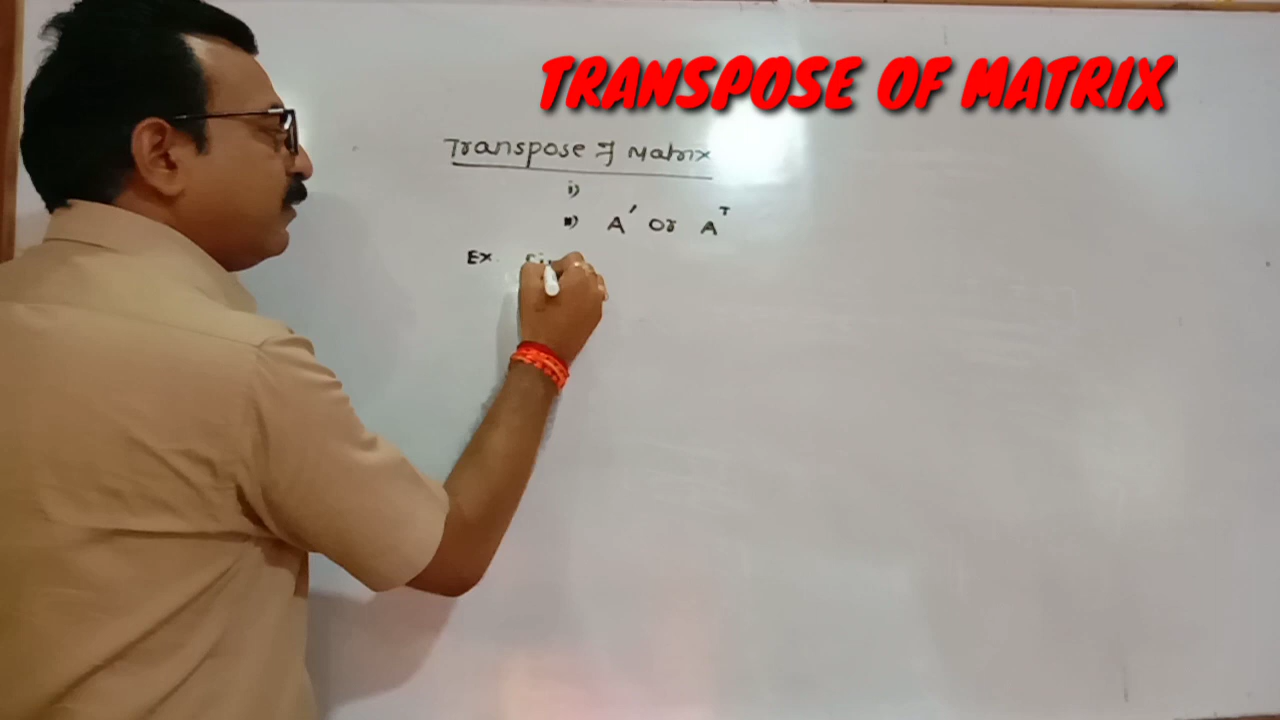 TRANSPOSE OF MATRIX
Transpose of Matrix
i)
ii) A' Or A^T
Ex.